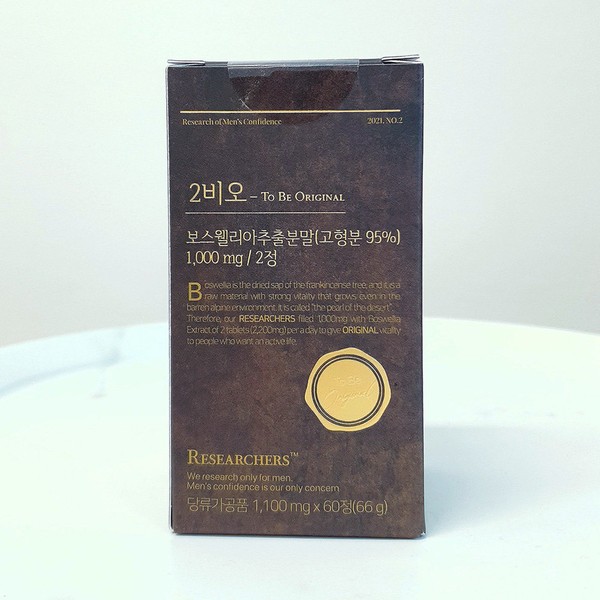 Research of Men's Confidence 2021. NO.2
2비오 – TO BE ORIGINAL
보스웰리아추출분말(고형분 95%)
1,000 mg / 2정
Boswellia is the dried sap of the frankincense tree, and it is a
raw material with strong vitality that grows even in the
barren alpine environment. It is called "the pearl of the desert".
Therefore, our RESEARCHERS filled 1,000mg with Boswellia
Extract of 2 tablets (2,200mg) per a day to give ORIGINAL vitality
to people who want an active life.
To Be
Original
RESEARCHERS™
We research only for men.
Men's confidence is our only concern
당류가공품 1,100 mg x 60정(66 g)